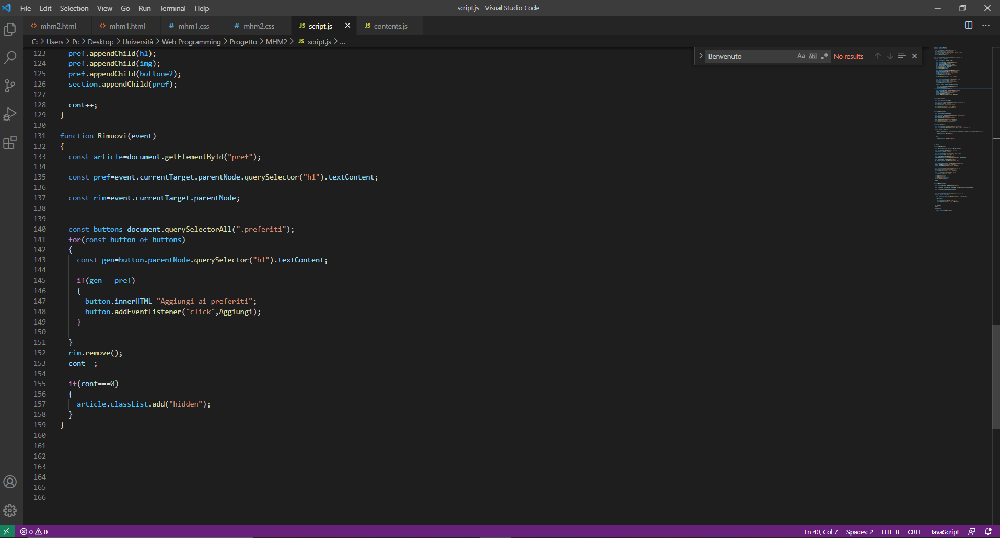 File Edit Selection View Go Run Terminal Help script.js - Visual Studio Code
<> mhm2.html <> mhm1.html # mhm1.css # mhm2.css JS script.js × JS contents.js ...
C: > Users > Pc > Desktop > Università > Web Programming > Progetto > MHM2 > JS script.js > ...
Benvenuto Aa Abl .* No results
123 pref.appendChild(h1);
124 pref.appendChild(img);
125 pref.appendChild(bottone2);
126 section.appendChild(pref);
127
128 cont++;
129 }
130
131 function Rimuovi(event)
132 {
133 const article=document.getElementById("pref");
134
135 const pref=event.currentTarget.parentNode.querySelector("h1").textContent;
136
137 const rim=event.currentTarget.parentNode;
138
139
140 const buttons=document.querySelectorAll(".preferiti");
141 for(const button of buttons)
142 {
143 const gen=button.parentNode.querySelector("h1").textContent;
144
145 if(gen===pref)
146 {
147 button.innerHTML="Aggiungi ai preferiti";
148 button.addEventListener("click",Aggiungi);
149 }
150
151 }
152 rim.remove();
153 cont--;
154
155 if(cont===0)
156 {
157 article.classList.add("hidden");
158 }
159 }
160
161
162
163
164
165
166
0 0 Ln 40, Col 7 Spaces: 2 UTF-8 CRLF JavaScript